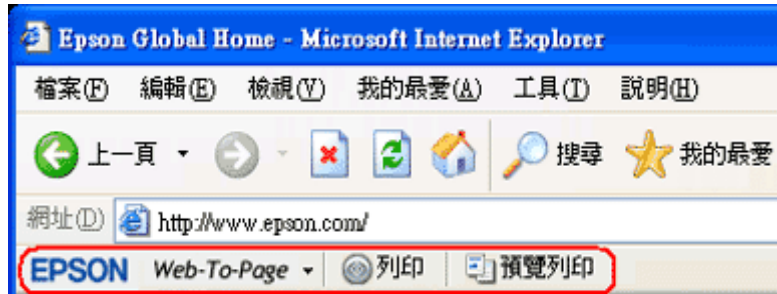 Epson Global Home - Microsoft Internet Explorer
檔案(F) 編輯(E) 檢視(V) 我的最愛(A) 工具(T) 說明(H)
上一頁 搜尋 我的最愛
網址(D) http://www.epson.com/
EPSON Web-To-Page 列印 預覽列印